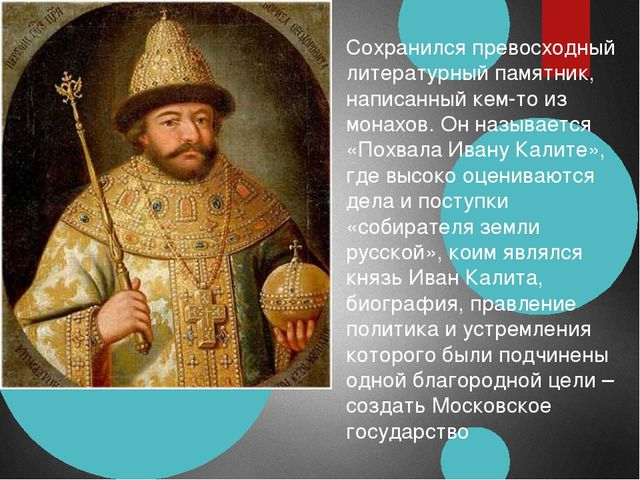 Сохранился превосходный
литературный памятник,
написанный кем-то из
монахов. Он называется
«Похвала Ивану Калите»,
где высоко оцениваются
дела и поступки
«собирателя земли
русской», коим являлся
князь Иван Калита,
биография, правление
политика и устремления
которого были подчинены
одной благородной цели –
создать Московское
государство